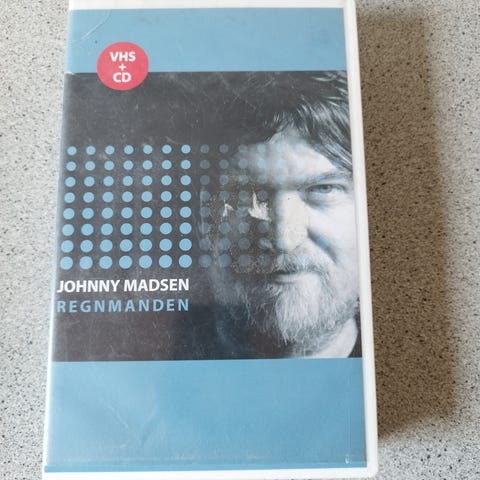 VHS
+
CD
JOHNNY MADSEN
REGNMANDEN